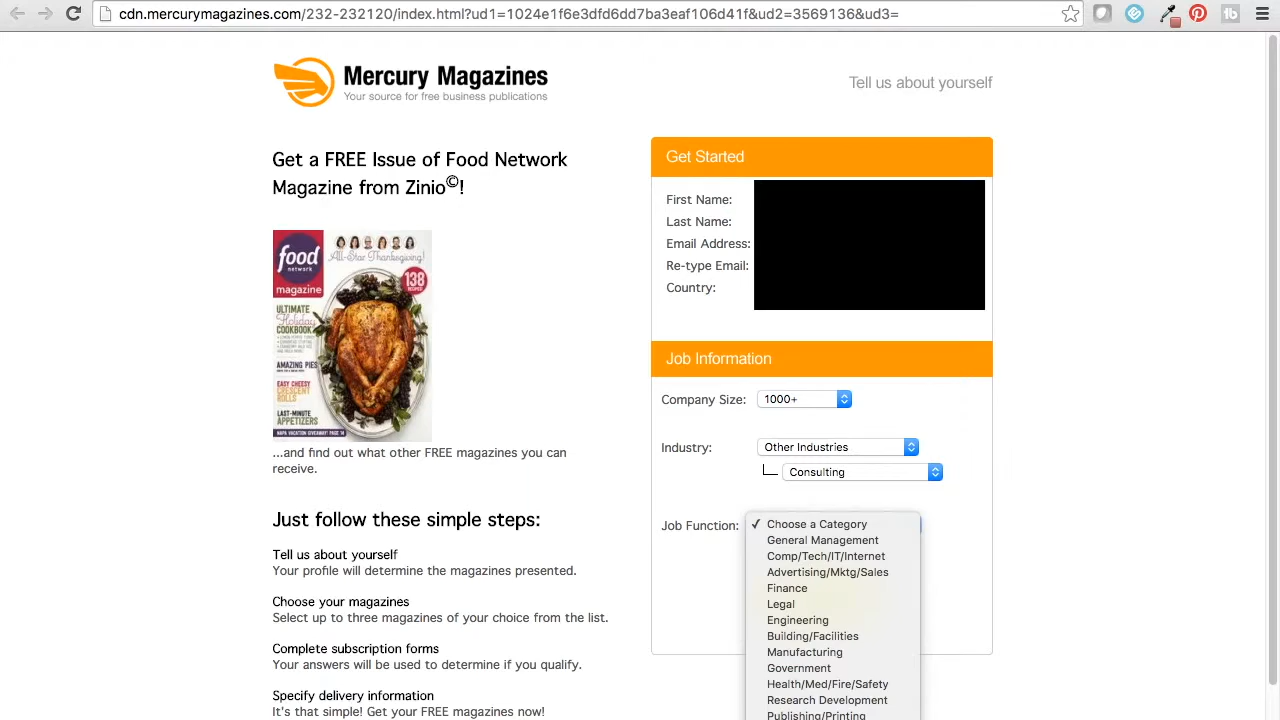 cdn.mercurymagazines.com/232-232120/index.html?ud1=1024e1f6e3dfd6dd7ba3eaf106d41f&ud2=3569136&ud3=
Mercury Magazines
Your source for free business publications
Tell us about yourself
Get a FREE Issue of Food Network
Magazine from Zinio©!
food
network
magazine
All-Star Thanksgiving!
138
RECIPES
ULTIMATE
Holiday
COOKBOOK
AMAZING PIES
EASY CHEESY
CRESCENT
ROLLS
LAST-MINUTE
APPETIZERS
NAPA VACATION GIVEAWAY! PAGE 14
...and find out what other FREE magazines you can
receive.
Just follow these simple steps:
Tell us about yourself
Your profile will determine the magazines presented.
Choose your magazines
Select up to three magazines of your choice from the list.
Complete subscription forms
Your answers will be used to determine if you qualify.
Specify delivery information
It's that simple! Get your FREE magazines now!
Get Started
First Name:
Last Name:
Email Address:
Re-type Email:
Country:
Job Information
Company Size: 1000+
Industry: Other Industries
Consulting
Job Function: ✓ Choose a Category
General Management
Comp/Tech/IT/Internet
Advertising/Mktg/Sales
Finance
Legal
Engineering
Building/Facilities
Manufacturing
Government
Health/Med/Fire/Safety
Research Development
Publishing/Printing